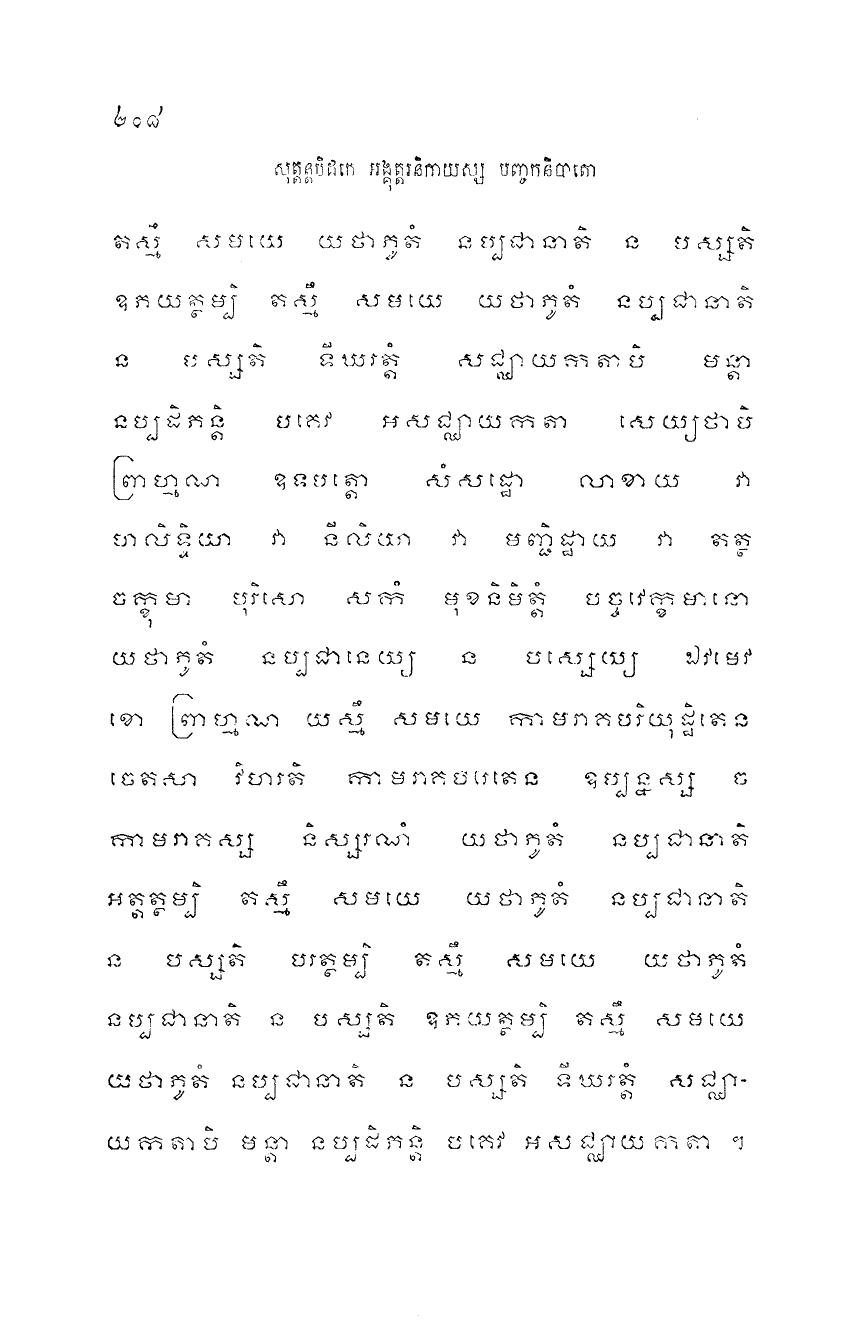 ២០៨
សុត្តន្តបិដកេ អង្គុត្តរនិកាយស្ស បញ្ចកនិបាតោ
តស្មឹ សមយេ យថាភូតំ នប្បជានាតិ ន បស្សតិ
ឧភយត្ថម្បិ តស្មឹ សមយេ យថាភូតំ នប្បជានាតិ
ន បស្សតិ ទីឃរត្តំ សជ្ឈាយកតាបិ មន្តា
នប្បដិភន្តិ បគេវ អសជ្ឈាយកតា សេយ្យថាបិ
ព្រាហ្មណ ឧទបត្តោ សំសដ្ឋោ លាខាយ វា
ហលិទ្ទិយា វា នីលិយា វា មញ្ជិដ្ឋាយ វា តត្ថ
ចក្ខុមា បុរិសោ សកំ មុខនិមិត្តំ បច្ចវេក្ខមានោ
យថាភូតំ នប្បជានេយ្យ ន បស្សេយ្យ ឯវមេវ
ខោ ព្រាហ្មណ យស្មឹ សមយេ កាមរាគបរិយុដ្ឋិតេន
ចេតសា វិហរតិ កាមរាគបរេតេន ឧប្បន្នស្ស ច
កាមរាគស្ស និស្សរណំ យថាភូតំ នប្បជានាតិ
អត្តត្ថម្បិ តស្មឹ សមយេ យថាភូតំ នប្បជានាតិ
ន បស្សតិ បរត្ថម្បិ តស្មឹ សមយេ យថាភូតំ
នប្បជានាតិ ន បស្សតិ ឧភយត្ថម្បិ តស្មឹ សមយេ
យថាភូតំ នប្បជានាតិ ន បស្សតិ ទីឃរត្តំ សជ្ឈា-
យកតាបិ មន្តា នប្បដិភន្តិ បគេវ អសជ្ឈាយកតា ។